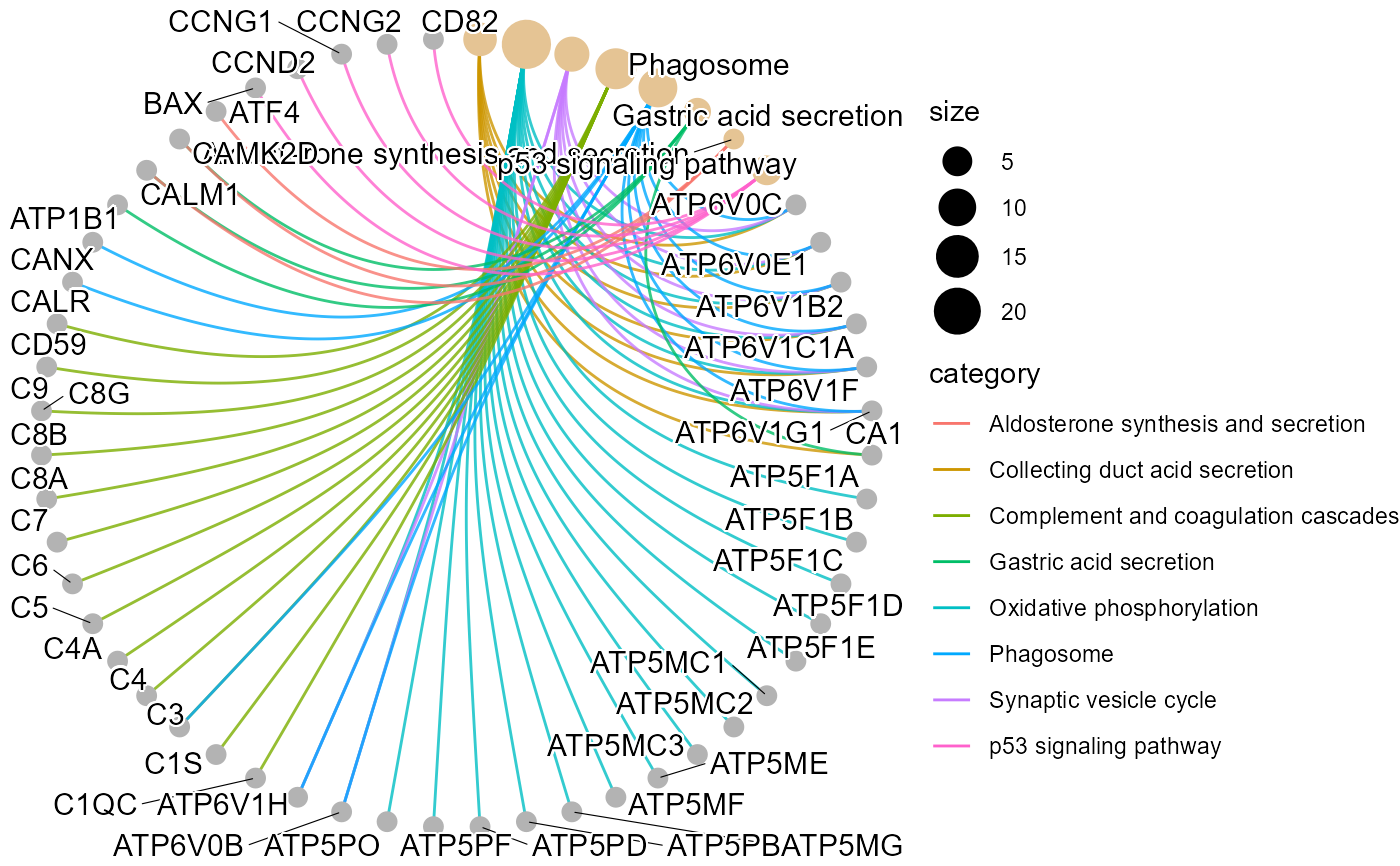 CCNG1 CCNG2 CD82
CCND2
Phagosome
BAX ATF4
Gastric acid secretion
CAMK2D
synthesis and secretion
p53 signaling pathway
CALM1
ATP6V0C
ATP1B1
CANX
ATP6V0E1
CALR
ATP6V1B2
CD59
ATP6V1C1A
C9 C8G
ATP6V1F
C8B
ATP6V1G1 CA1
C8A
ATP5F1A
C7
ATP5F1B
C6
ATP5F1C
C5
ATP5F1D
C4A
ATP5F1E
C4
ATP5MC1
C3
ATP5MC2
C1S
ATP5MC3
ATP5ME
C1QC ATP6V1H
ATP5MF
ATP6V0B ATP5PO ATP5PF ATP5PD ATP5PB ATP5MG
size
5
10
15
20
category
Aldosterone synthesis and secretion
Collecting duct acid secretion
Complement and coagulation cascades
Gastric acid secretion
Oxidative phosphorylation
Phagosome
Synaptic vesicle cycle
p53 signaling pathway